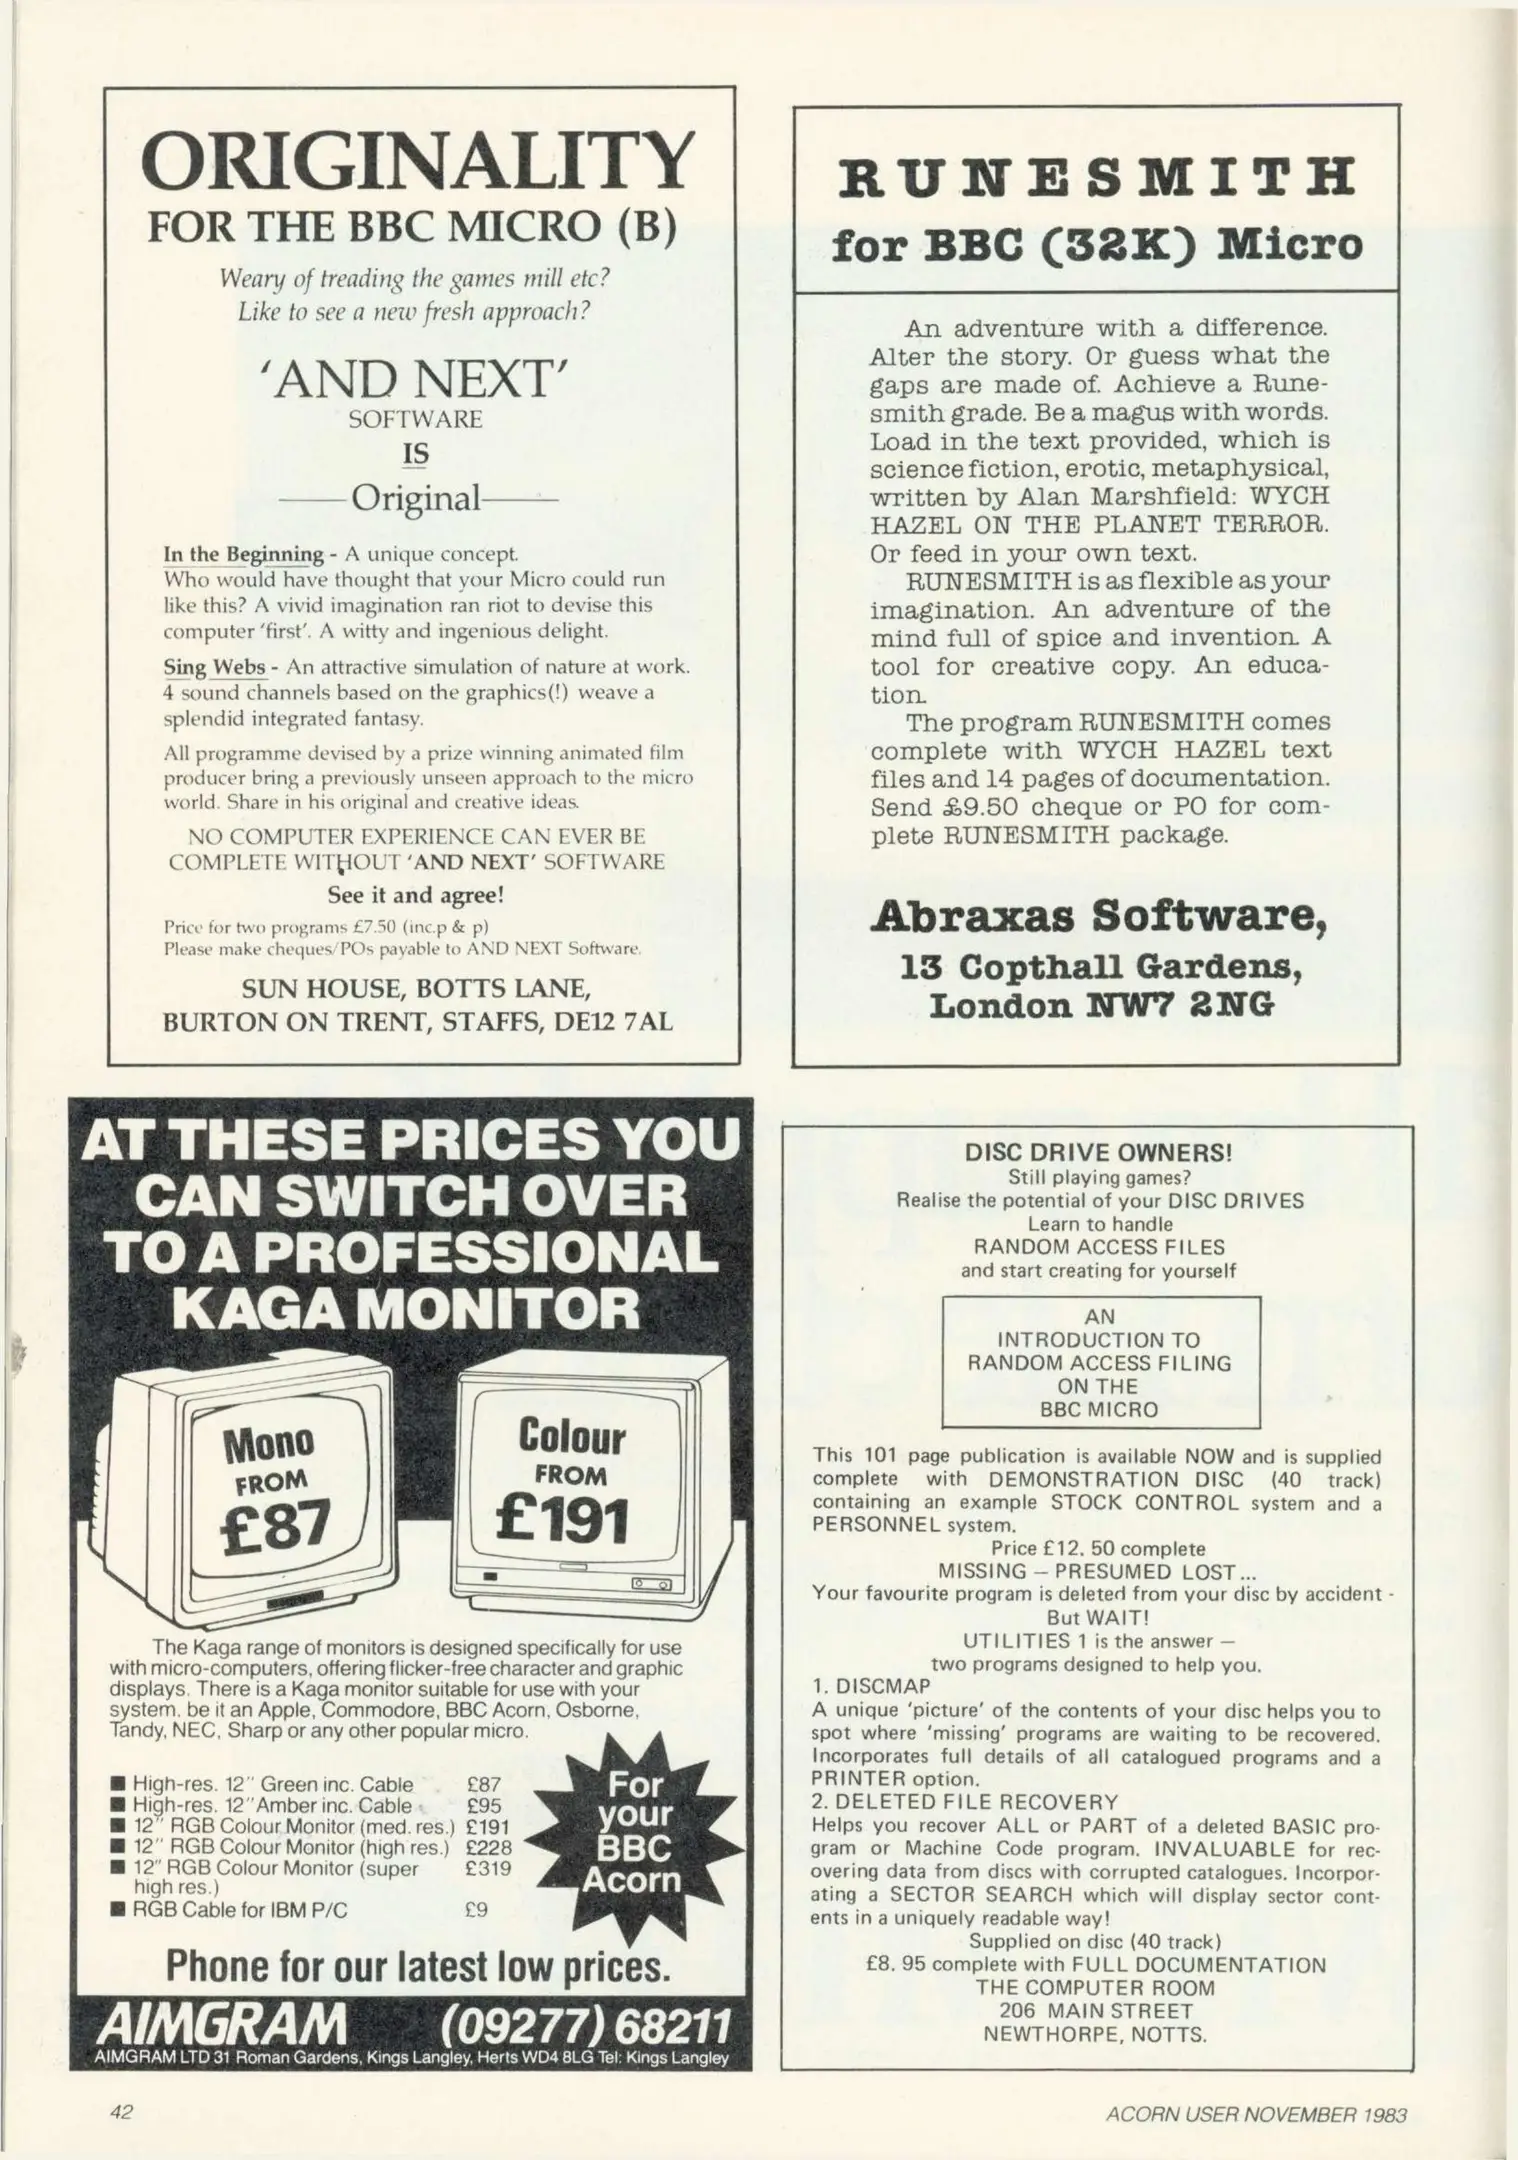 ORIGINALITY
FOR THE BBC MICRO (B)
Weary of treading the games mill etc?
Like to see a new fresh approach?
'AND NEXT'
SOFTWARE
IS
Original
In the Beginning - A unique concept.
Who would have thought that your Micro could run
like this? A vivid imagination ran riot to devise this
computer 'first'. A witty and ingenious delight.
Sing Webs - An attractive simulation of nature at work.
4 sound channels based on the graphics(!) weave a
splendid integrated fantasy.
All programme devised by a prize winning animated film
producer bring a previously unseen approach to the micro
world. Share in his original and creative ideas.
NO COMPUTER EXPERIENCE CAN EVER BE
COMPLETE WITHOUT 'AND NEXT' SOFTWARE
See it and agree!
Price for two programs £7.50 (inc.p & p)
Please make cheques/POs payable to AND NEXT Software.
SUN HOUSE, BOTTS LANE,
BURTON ON TRENT, STAFFS, DE12 7AL
RUNESMITH
for BBC (32K) Micro
An adventure with a difference.
Alter the story. Or guess what the
gaps are made of. Achieve a Rune-
smith grade. Be a magus with words.
Load in the text provided, which is
science fiction, erotic, metaphysical,
written by Alan Marshfield: WYCH
HAZEL ON THE PLANET TERROR.
Or feed in your own text.
RUNESMITH is as flexible as your
imagination. An adventure of the
mind full of spice and invention. A
tool for creative copy. An educa-
tion.
The program RUNESMITH comes
complete with WYCH HAZEL text
files and 14 pages of documentation.
Send £9.50 cheque or PO for com-
plete RUNESMITH package.
Abraxas Software,
13 Copthall Gardens,
London NW7 2NG
AT THESE PRICES YOU
CAN SWITCH OVER
TO A PROFESSIONAL
KAGA MONITOR
Mono
FROM
£87
Colour
FROM
£191
The Kaga range of monitors is designed specifically for use
with micro-computers, offering flicker-free character and graphic
displays. There is a Kaga monitor suitable for use with your
system. be it an Apple, Commodore, BBC Acorn, Osborne,
Tandy, NEC, Sharp or any other popular micro.
■ High-res. 12" Green inc. Cable £87
■ High-res. 12" Amber inc. Cable £95
■ 12" RGB Colour Monitor (med. res.) £191
■ 12" RGB Colour Monitor (high res.) £228
■ 12" RGB Colour Monitor (super £319
high res.)
■ RGB Cable for IBM P/C £9
For
your
BBC
Acorn
Phone for our latest low prices.
AIMGRAM (09277) 68211
AIMGRAM LTD 31 Roman Gardens, Kings Langley, Herts WD4 8LG Tel: Kings Langley
DISC DRIVE OWNERS!
Still playing games?
Realise the potential of your DISC DRIVES
Learn to handle
RANDOM ACCESS FILES
and start creating for yourself
AN
INTRODUCTION TO
RANDOM ACCESS FILING
ON THE
BBC MICRO
This 101 page publication is available NOW and is supplied
complete with DEMONSTRATION DISC (40 track)
containing an example STOCK CONTROL system and a
PERSONNEL system.
Price £12.50 complete
MISSING – PRESUMED LOST...
Your favourite program is deleted from your disc by accident -
But WAIT!
UTILITIES 1 is the answer –
two programs designed to help you.
1. DISCMAP
A unique 'picture' of the contents of your disc helps you to
spot where 'missing' programs are waiting to be recovered.
Incorporates full details of all catalogued programs and a
PRINTER option.
2. DELETED FILE RECOVERY
Helps you recover ALL or PART of a deleted BASIC pro-
gram or Machine Code program. INVALUABLE for rec-
overing data from discs with corrupted catalogues. Incorpor-
ating a SECTOR SEARCH which will display sector cont-
ents in a uniquely readable way!
Supplied on disc (40 track)
£8.95 complete with FULL DOCUMENTATION
THE COMPUTER ROOM
206 MAIN STREET
NEWTHORPE, NOTTS.
42
ACORN USER NOVEMBER 1983